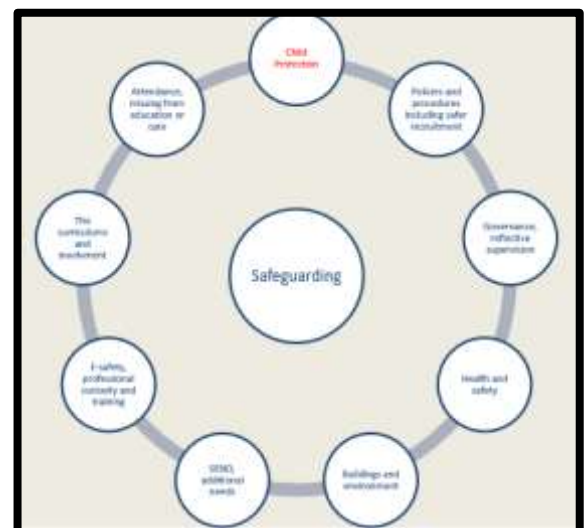 Child
Protection
Policies and
procedures
including safer
recruitment
Governance,
reflective
supervision
Health and
safety
Buildings and
environment
SEND,
additional
needs
E-safety,
professional
curiosity and
training
The
curriculum
and
involvement
Attendance,
missing from
education or
care
Safeguarding